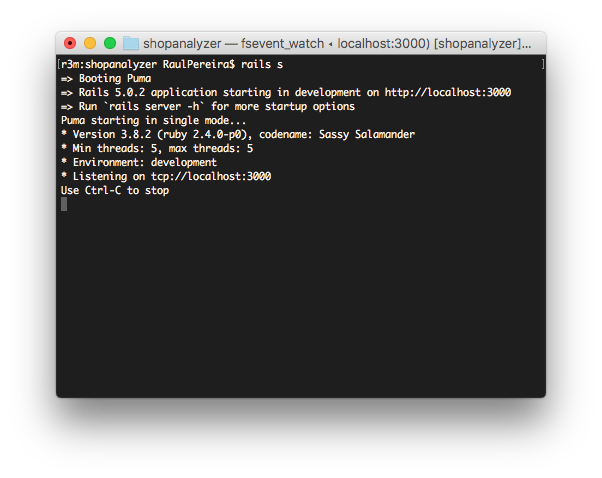 shopanalyzer — fsevent_watch ◂ localhost:3000) [shopanalyzer]...
[r3m:shopanalyzer RaulPereira$ rails s ]
=> Booting Puma
=> Rails 5.0.2 application starting in development on http://localhost:3000
=> Run `rails server -h` for more startup options
Puma starting in single mode...
* Version 3.8.2 (ruby 2.4.0-p0), codename: Sassy Salamander
* Min threads: 5, max threads: 5
* Environment: development
* Listening on tcp://localhost:3000
Use Ctrl-C to stop